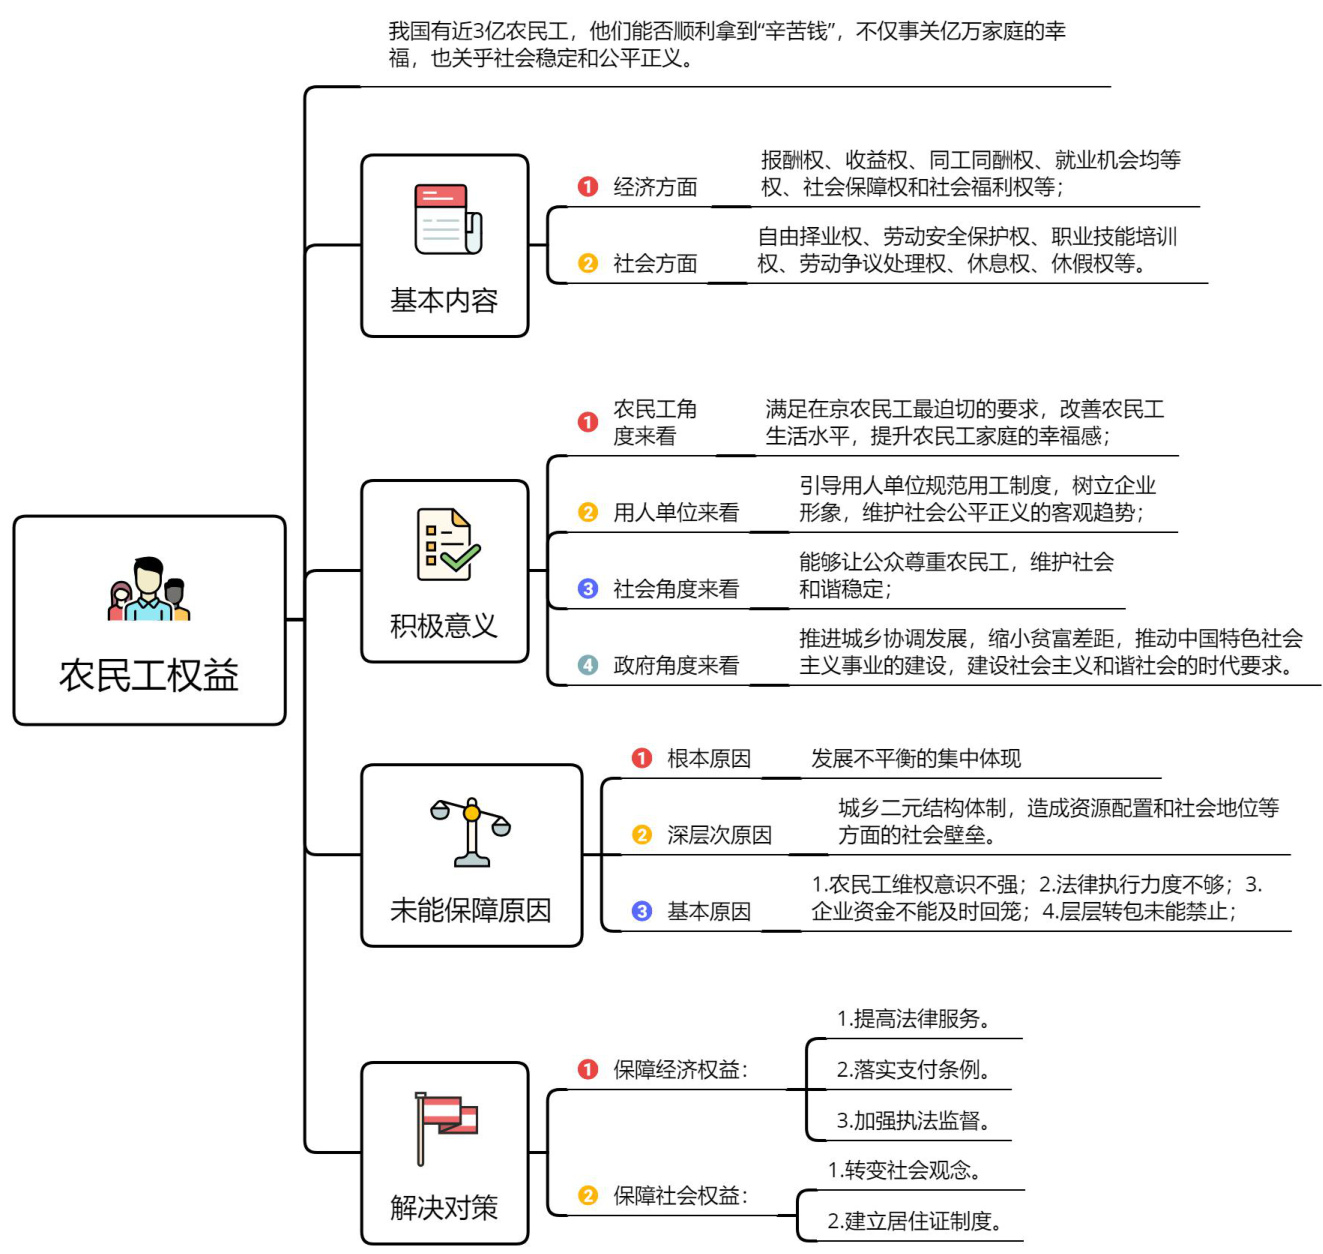 我国有近3亿农民工，他们能否顺利拿到“辛苦钱”，不仅事关亿万家庭的幸
福，也关乎社会稳定和公平正义。
农民工权益
基本内容
1 经济方面
报酬权、收益权、同工同酬权、就业机会均等
权、社会保障权和社会福利权等；
2 社会方面
自由择业权、劳动安全保护权、职业技能培训
权、劳动争议处理权、休息权、休假权等。
积极意义
1 农民工角
度来看
满足在京农民工最迫切的要求，改善农民工
生活水平，提升农民工家庭的幸福感；
2 用人单位来看
引导用人单位规范用工制度，树立企业
形象，维护社会公平正义的客观趋势；
3 社会角度来看
能够让公众尊重农民工，维护社会
和谐稳定；
4 政府角度来看
推进城乡协调发展，缩小贫富差距，推动中国特色社会
主义事业的建设，建设社会主义和谐社会的时代要求。
未能保障原因
1 根本原因
发展不平衡的集中体现
2 深层次原因
城乡二元结构体制，造成资源配置和社会地位等
方面的社会壁垒。
3 基本原因
1.农民工维权意识不强；2.法律执行力度不够；3.
企业资金不能及时回笼；4.层层转包未能禁止；
解决对策
1 保障经济权益：
1.提高法律服务。
2.落实支付条例。
3.加强执法监督。
2 保障社会权益：
1.转变社会观念。
2.建立居住证制度。